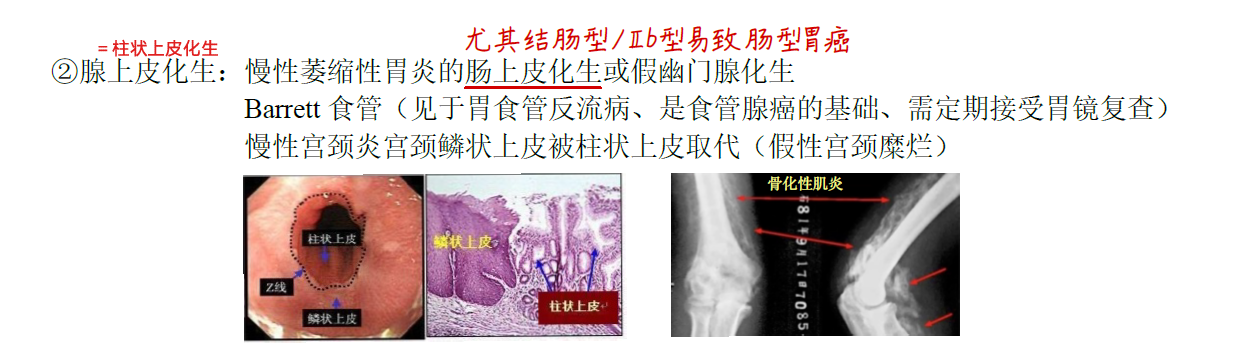 = 柱状上皮化生
尤其结肠型/Ⅱb型易致肠型胃癌
②腺上皮化生：慢性萎缩性胃炎的肠上皮化生或假幽门腺化生
Barrett 食管（见于胃食管反流病、是食管腺癌的基础、需定期接受胃镜复查）
慢性宫颈炎宫颈鳞状上皮被柱状上皮取代（假性宫颈糜烂）
柱状上皮
Z线
鳞状上皮
鳞状上皮
柱状上皮
骨化性肌炎